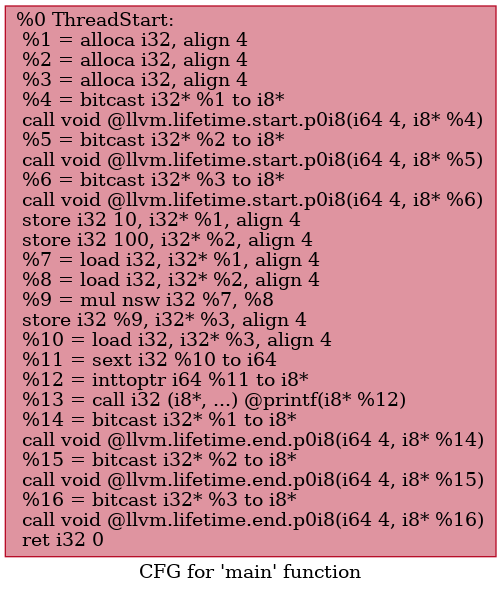 %0 ThreadStart:
%1 = alloca i32, align 4
%2 = alloca i32, align 4
%3 = alloca i32, align 4
%4 = bitcast i32* %1 to i8*
call void @llvm.lifetime.start.p0i8(i64 4, i8* %4)
%5 = bitcast i32* %2 to i8*
call void @llvm.lifetime.start.p0i8(i64 4, i8* %5)
%6 = bitcast i32* %3 to i8*
call void @llvm.lifetime.start.p0i8(i64 4, i8* %6)
store i32 10, i32* %1, align 4
store i32 100, i32* %2, align 4
%7 = load i32, i32* %1, align 4
%8 = load i32, i32* %2, align 4
%9 = mul nsw i32 %7, %8
store i32 %9, i32* %3, align 4
%10 = load i32, i32* %3, align 4
%11 = sext i32 %10 to i64
%12 = inttoptr i64 %11 to i8*
%13 = call i32 (i8*, ...) @printf(i8* %12)
%14 = bitcast i32* %1 to i8*
call void @llvm.lifetime.end.p0i8(i64 4, i8* %14)
%15 = bitcast i32* %2 to i8*
call void @llvm.lifetime.end.p0i8(i64 4, i8* %15)
%16 = bitcast i32* %3 to i8*
call void @llvm.lifetime.end.p0i8(i64 4, i8* %16)
ret i32 0
CFG for 'main' function